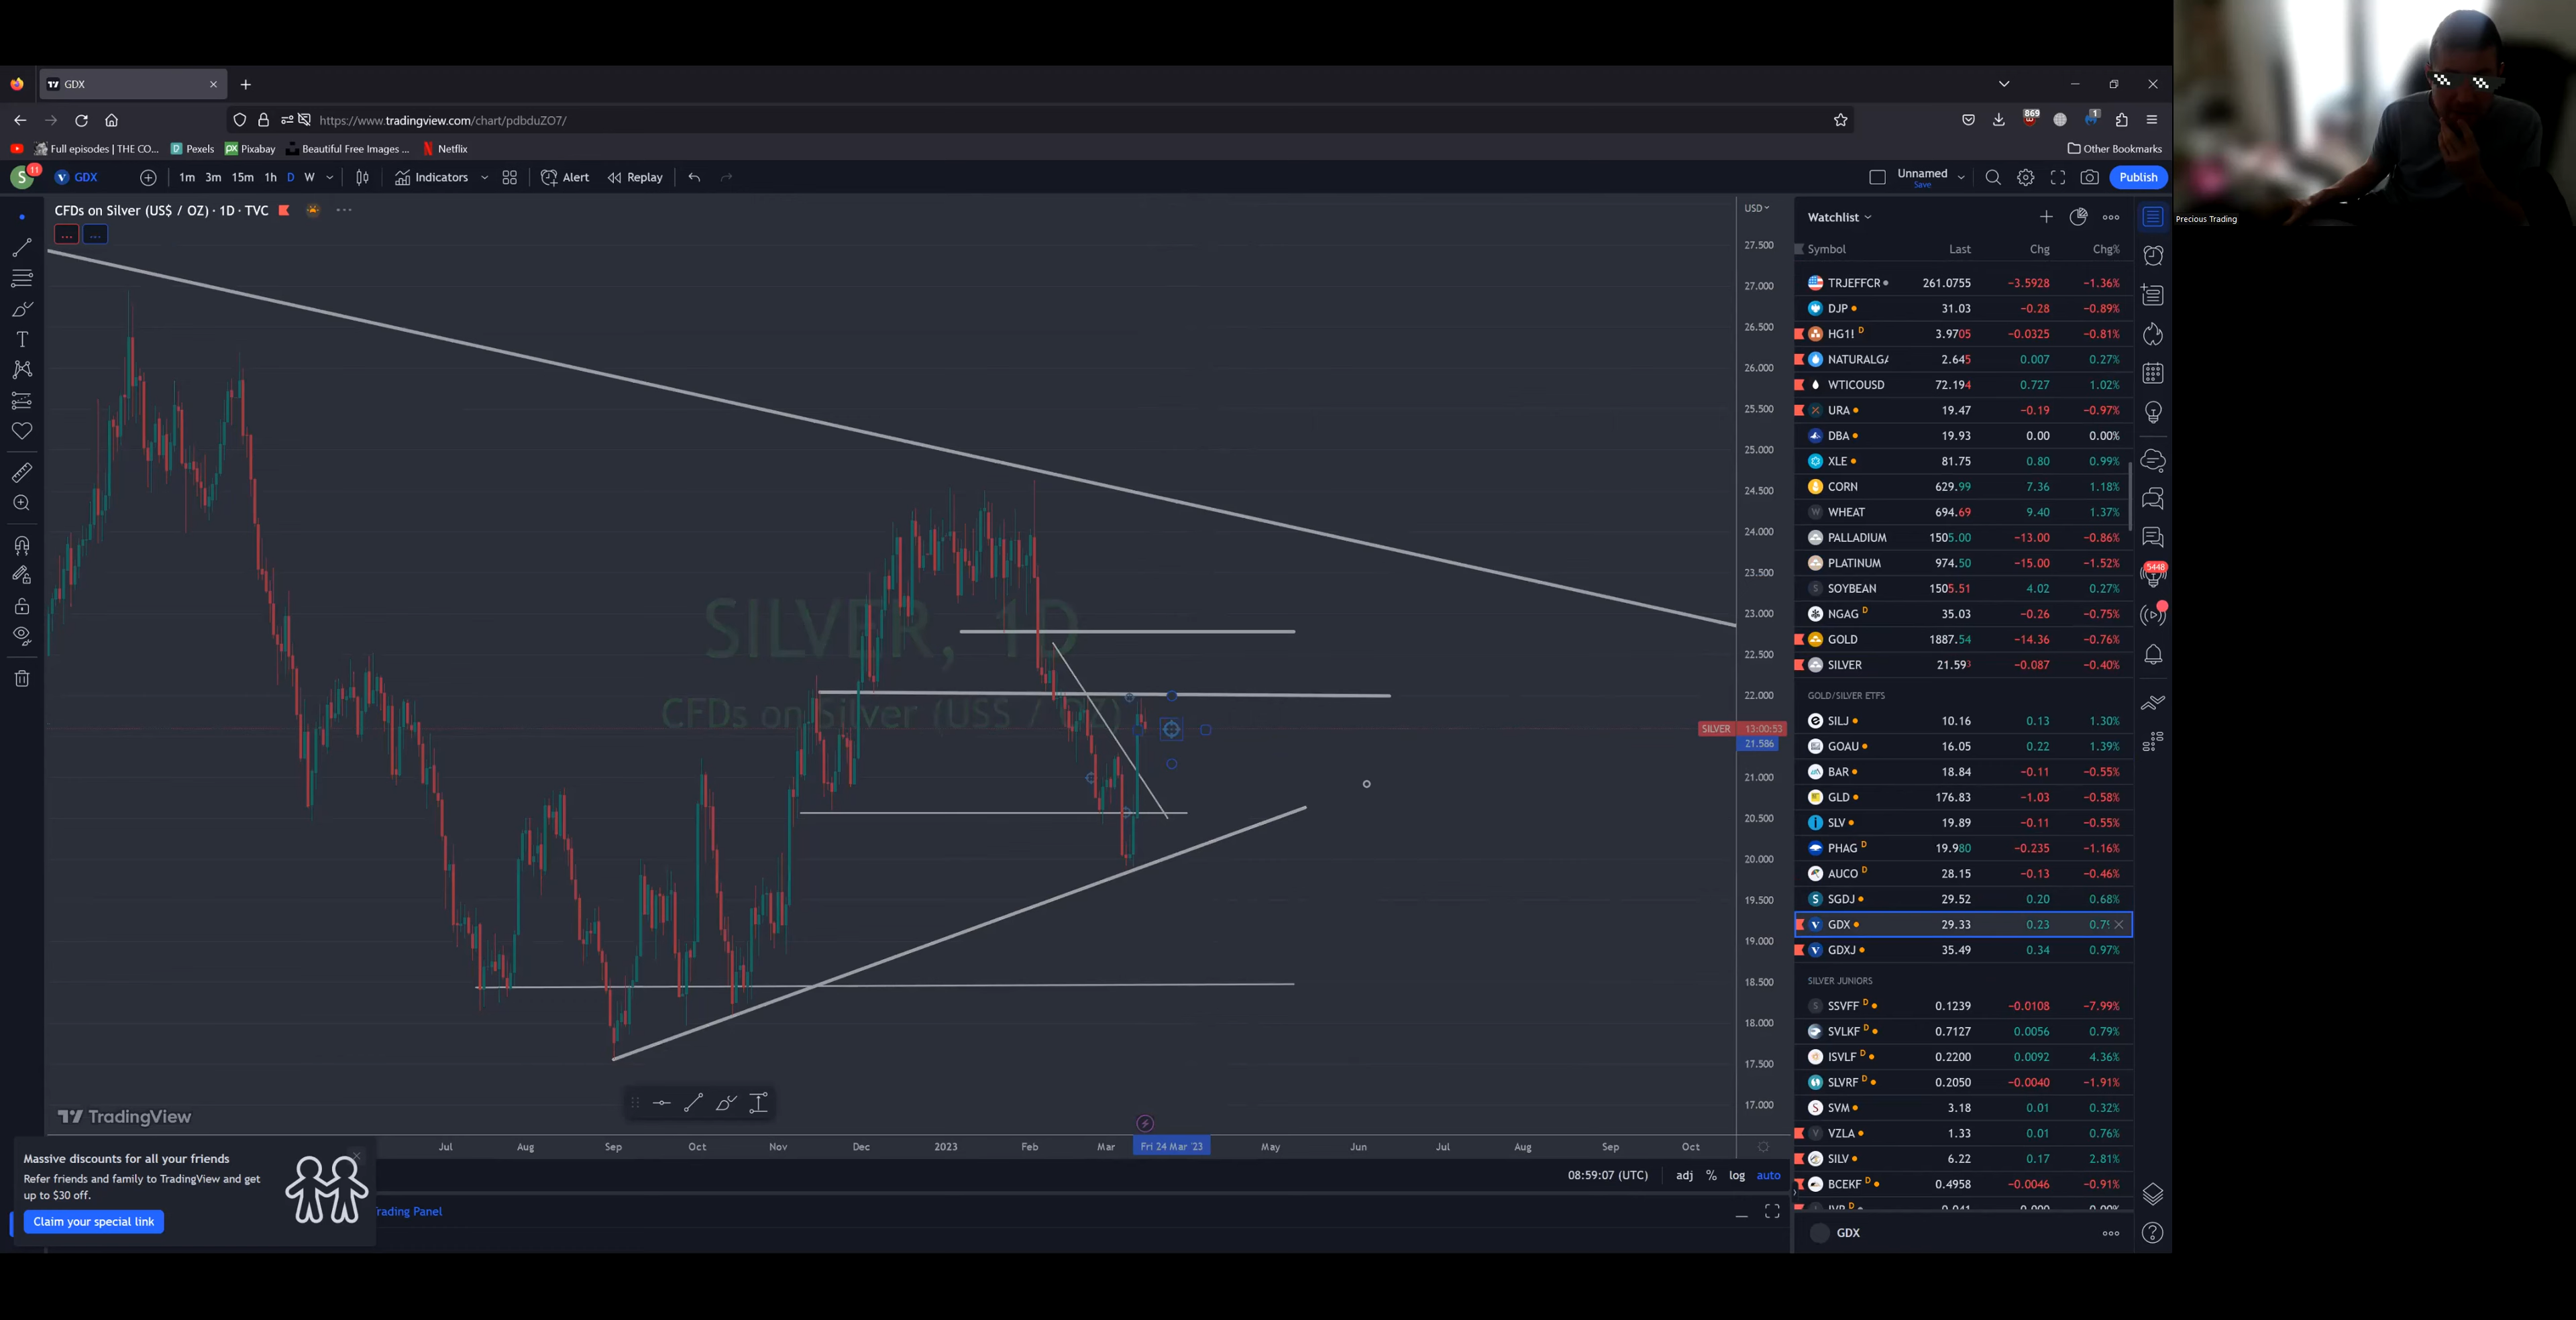 GDX
https://www.tradingview.com/chart/pdbduZO7/
869
1
Full episodes | THE CO...
Pexels
Pixabay
Beautiful Free Images ...
Netflix
Other Bookmarks
S 11
GDX
1m 3m 15m 1h D W
Indicators
Alert
Replay
Unnamed
Save
Publish
CFDs on Silver (US$ / OZ) · 1D · TVC
USD
27.500
27.000
26.500
26.000
25.500
25.000
24.500
24.000
23.500
23.000
22.500
22.000
SILVER 13:00:53
21.586
21.000
20.500
20.000
19.500
19.000
18.500
18.000
17.500
17.000
SILVER, 1D
CFDs on Silver (US$ / OZ)
TradingView
Jul Aug Sep Oct Nov Dec 2023 Feb Mar Fri 24 Mar '23 May Jun Jul Aug Sep Oct
08:59:07 (UTC) adj % log auto
Massive discounts for all your friends
Refer friends and family to TradingView and get
up to $30 off.
Claim your special link
rading Panel
Watchlist
Symbol Last Chg Chg%
TRJEFFCR 261.0755 −3.5928 −1.36%
DJP 31.03 −0.28 −0.89%
HG1! D 3.9705 −0.0325 −0.81%
NATURALGA 2.645 0.007 0.27%
WTICOUSD 72.194 0.727 1.02%
URA 19.47 −0.19 −0.97%
DBA 19.93 0.00 0.00%
XLE 81.75 0.80 0.99%
CORN 629.99 7.36 1.18%
W WHEAT 694.69 9.40 1.37%
PALLADIUM 1505.00 −13.00 −0.86%
PLATINUM 974.50 −15.00 −1.52%
S SOYBEAN 1505.51 4.02 0.27%
NGAG D 35.03 −0.26 −0.75%
GOLD 1887.54 −14.36 −0.76%
SILVER 21.593 −0.087 −0.40%
GOLD/SILVER ETFS
SILJ 10.16 0.13 1.30%
GOAU 16.05 0.22 1.39%
BAR 18.84 −0.11 −0.55%
GLD 176.83 −1.03 −0.58%
SLV 19.89 −0.11 −0.55%
PHAG D 19.980 −0.235 −1.16%
AUCO D 28.15 −0.13 −0.46%
SGDJ 29.52 0.20 0.68%
GDX 29.33 0.23 0.79
GDXJ 35.49 0.34 0.97%
SILVER JUNIORS
S SSVFF D 0.1239 −0.0108 −7.99%
SVLKF D 0.7127 0.0056 0.79%
ISVLF D 0.2200 0.0092 4.36%
SLVRF D 0.2050 −0.0040 −1.91%
SVM 3.18 0.01 0.32%
V VZLA 1.33 0.01 0.76%
SILV 6.22 0.17 2.81%
BCEKF D 0.4958 −0.0046 −0.91%
GDX
5448
Precious Trading